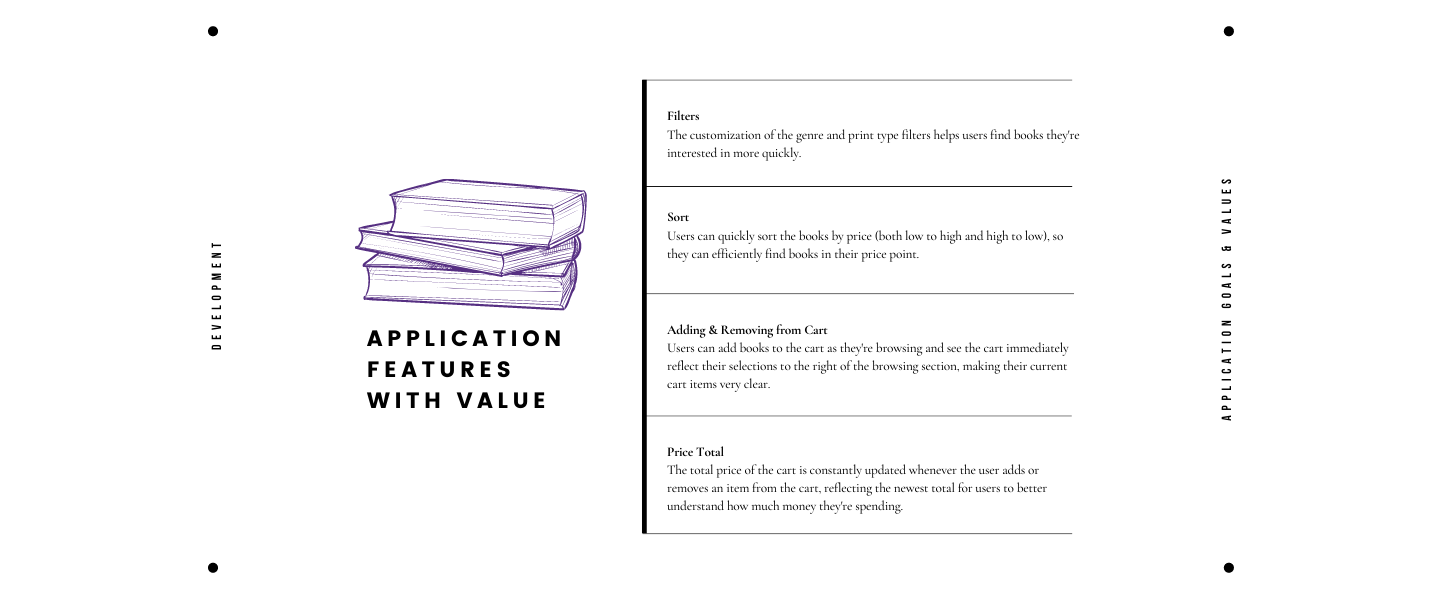 DEVELOPMENT
APPLICATION
FEATURES
WITH VALUE
Filters
The customization of the genre and print type filters helps users find books they're
interested in more quickly.
Sort
Users can quickly sort the books by price (both low to high and high to low), so
they can efficiently find books in their price point.
Adding & Removing from Cart
Users can add books to the cart as they're browsing and see the cart immediately
reflect their selections to the right of the browsing section, making their current
cart items very clear.
Price Total
The total price of the cart is constantly updated whenever the user adds or
removes an item from the cart, reflecting the newest total for users to better
understand how much money they're spending.
APPLICATION GOALS & VALUES